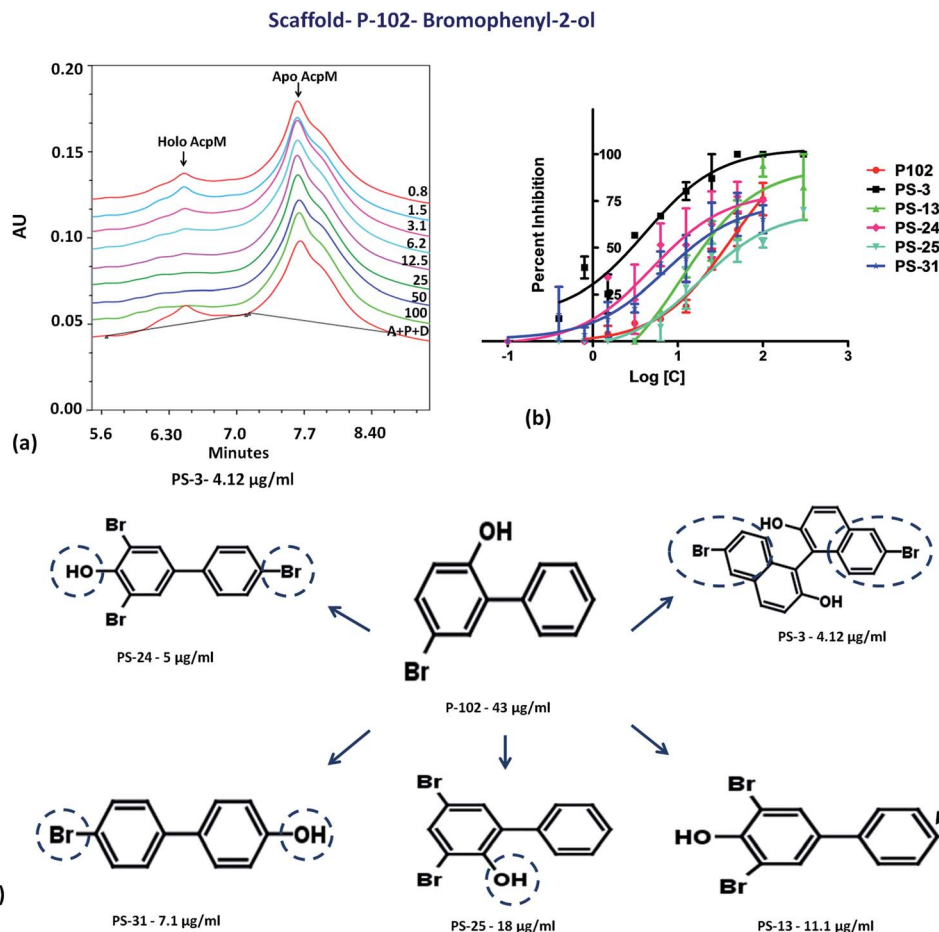 Scaffold- P-102- Bromophenyl-2-ol
0.20
0.15
0.10
0.05
0.00
AU
Holo AcpM
Apo AcpM
0.8
1.5
3.1
6.2
12.5
25
50
100
A+P+D
5.6 6.30 7.0 7.7 8.40
Minutes
(a)
PS-3- 4.12 µg/ml
Percent Inhibition
100
75
50
25
-1 0 1 2 3
Log [C]
(b)
P102
PS-3
PS-13
PS-24
PS-25
PS-31
Br
HO
Br
Br
PS-24 - 5 µg/ml
OH
Br
P-102 - 43 µg/ml
HO
Br
Br
OH
PS-3 - 4.12 µg/ml
Br
OH
PS-31 - 7.1 µg/ml
Br
Br
OH
PS-25 - 18 µg/ml
Br
HO
Br
PS-13 - 11.1 µg/ml
)